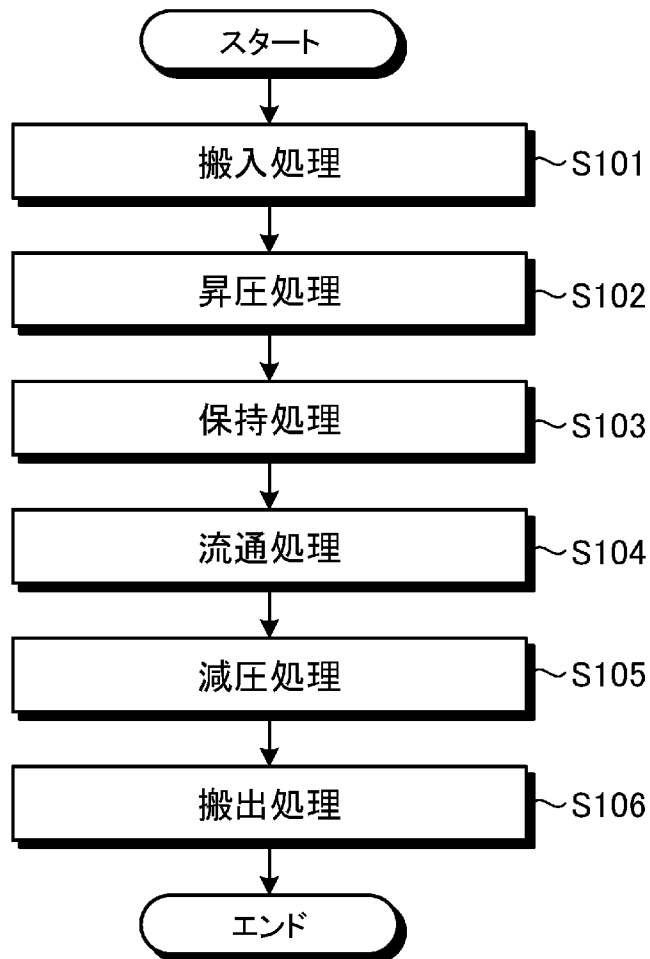 スタート
搬入処理 S101
昇圧処理 S102
保持処理 S103
流通処理 S104
減圧処理 S105
搬出処理 S106
エンド